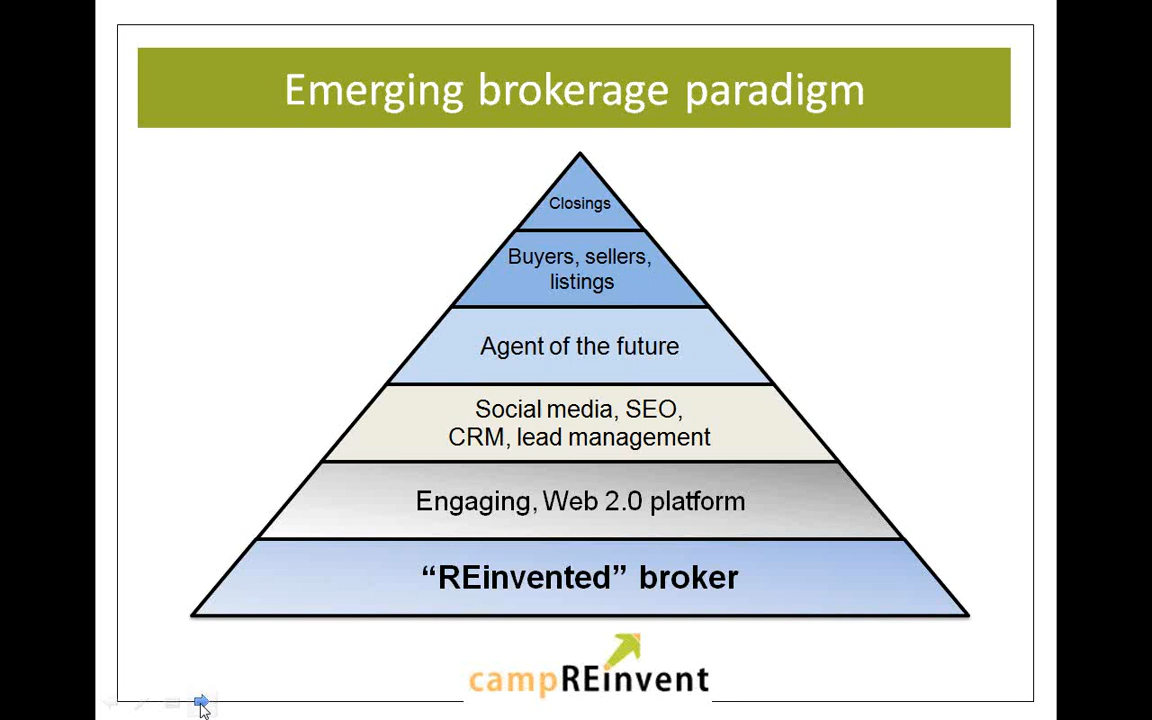 Emerging brokerage paradigm
Closings
Buyers, sellers,
listings
Agent of the future
Social media, SEO,
CRM, lead management
Engaging, Web 2.0 platform
“REinvented” broker
campREinvent